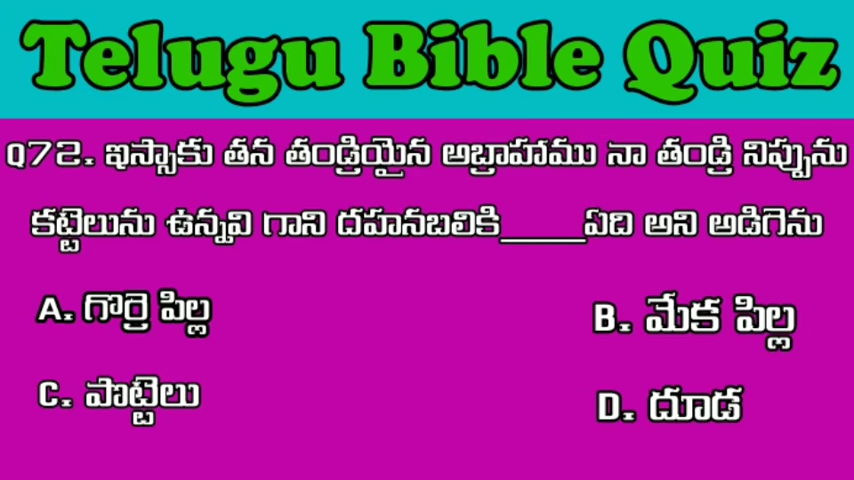 Telugu Bible Quiz
Q72. ఇస్సాకు తన తండ్రియైన అబ్రాహాము నా తండ్రి నిప్పును
కట్టెలును ఉన్నవి గాని దహనబలికి____ఏది అని అడిగెను
A. గొర్రె పిల్ల
B. మేక పిల్ల
C. పొట్టెలు
D. దూడ